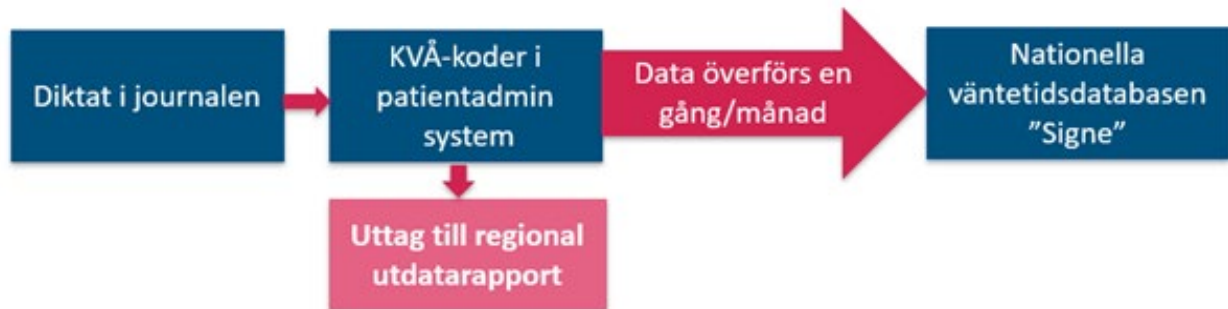 Diktat i journalen
KVÅ-koder i
patientadmin
system
Data överförs en
gång/månad
Nationella
väntetidsdatabasen
”Signe”
Uttag till regional
utdatarapport